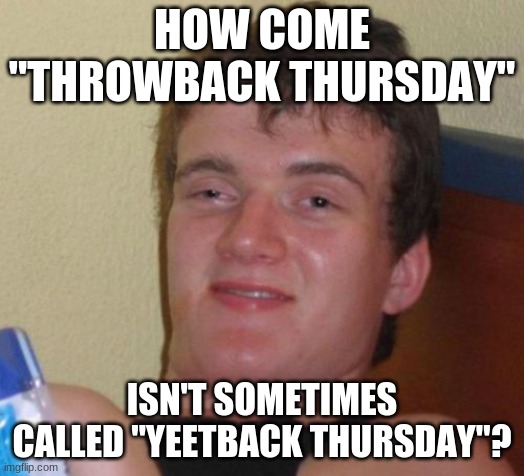 HOW COME
"THROWBACK THURSDAY"
ISN'T SOMETIMES
CALLED "YEETBACK THURSDAY"?
imgflip.com